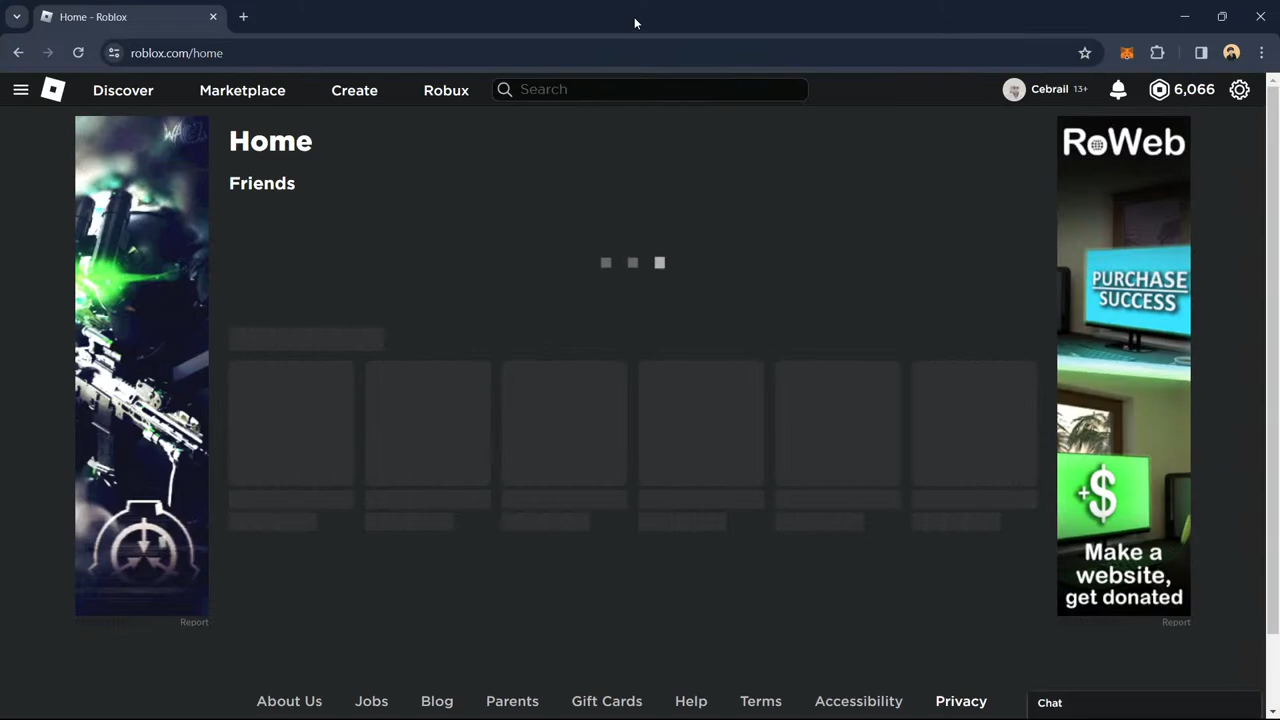 Home - Roblox
roblox.com/home
Discover
Marketplace
Create
Robux
Search
Cebrail 13+
6,066
Home
Friends
RoWeb
PURCHASE
SUCCESS
+$
Make a
website,
get donated
Report
Report
About Us
Jobs
Blog
Parents
Gift Cards
Help
Terms
Accessibility
Privacy
Chat